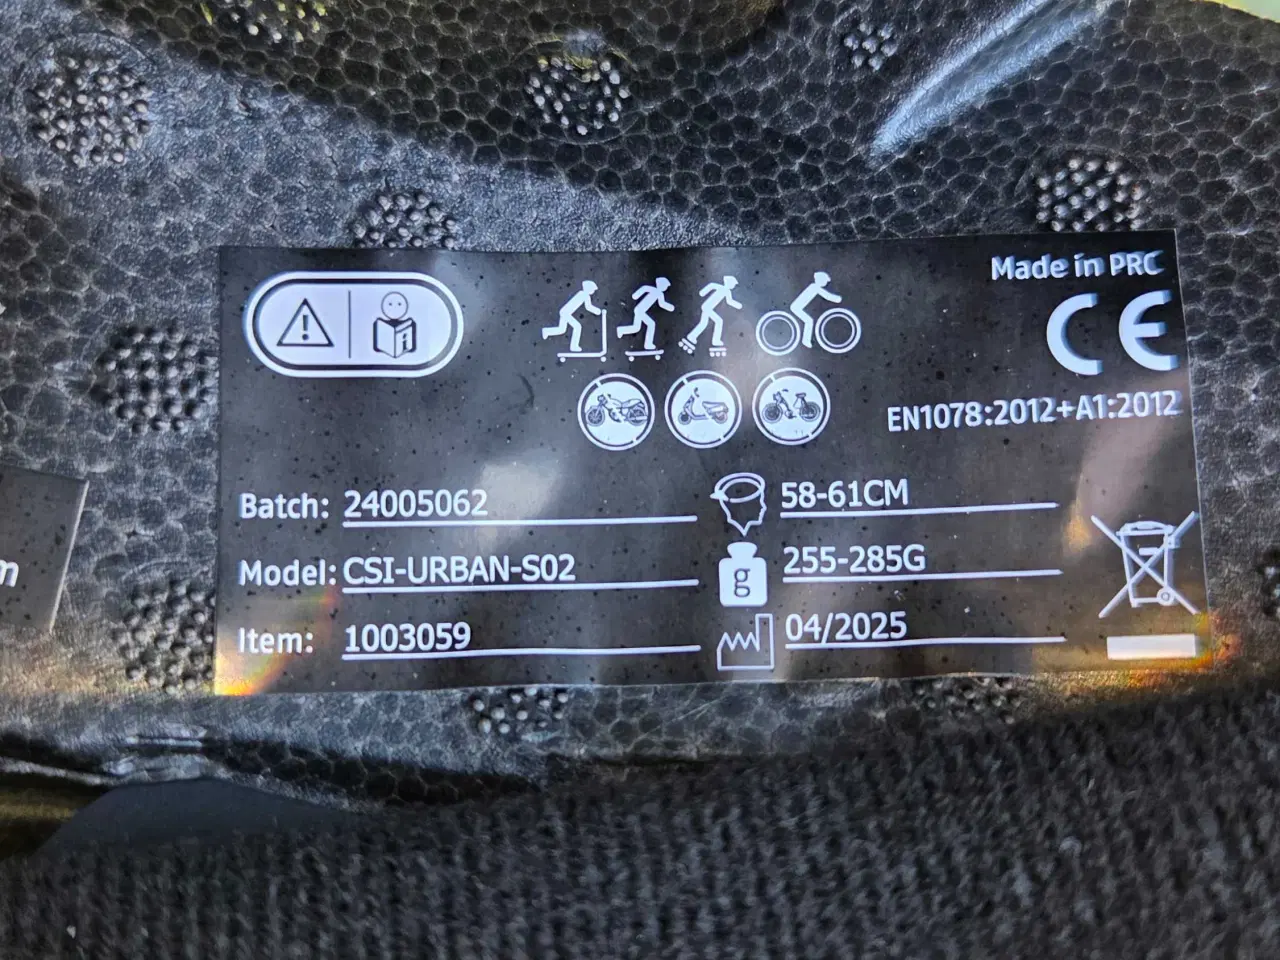 Made in PRC
CE
EN1078:2012+A1:2012
Batch: 24005062
58-61CM
Model: CSI-URBAN-S02
g 255-285G
Item: 1003059
04/2025
m